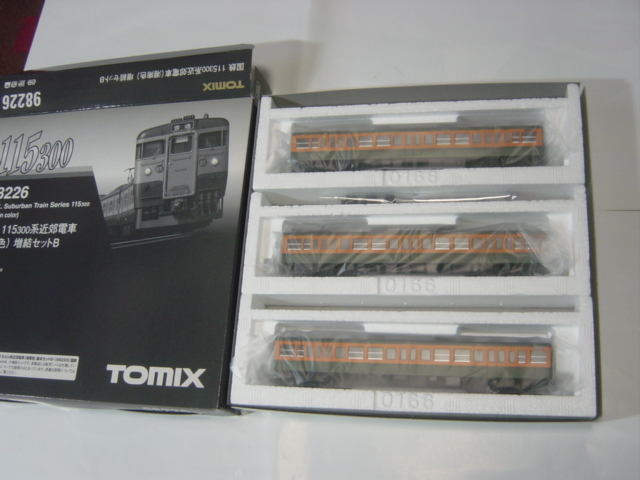 国鉄 115300系近郊電車(湘南色) 増結セットB
TOMIX
98226
115300
8226
. Suburban Train Series 115300
n color)
115300系近郊電車
色) 増結セットB
TOMIX
0166
0166
0166